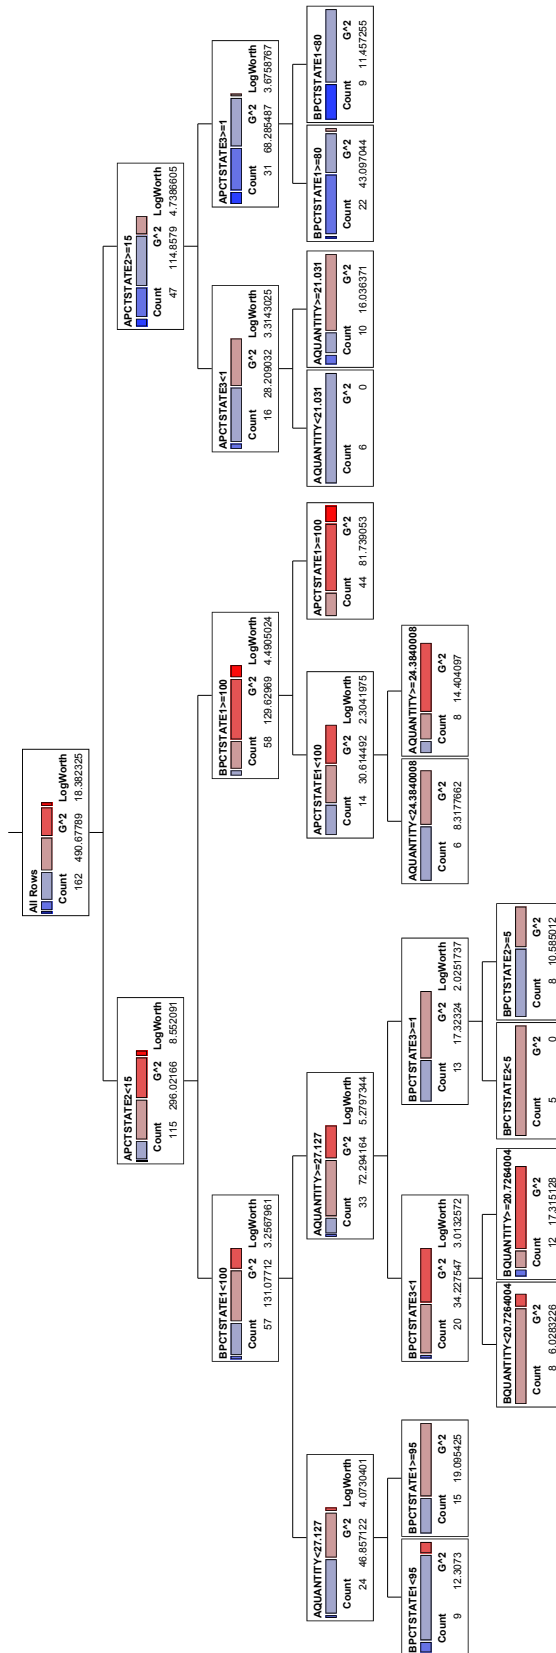 All Rows
Count G^2 LogWorth
162 490.67789 18.382325
APCTSTATE2<15
Count G^2 LogWorth
115 296.02166 8.552091
APCTSTATE2>=15
Count G^2 LogWorth
47 114.8579 4.7386605
BPCTSTATE1<100
Count G^2 LogWorth
57 131.07712 3.2567961
BPCTSTATE1>=100
Count G^2 LogWorth
58 129.62969 4.4905024
APCTSTATE3<1
Count G^2 LogWorth
16 28.209032 3.3143025
APCTSTATE3>=1
Count G^2 LogWorth
31 68.285487 3.6758767
AQUANTITY<27.127
Count G^2 LogWorth
24 46.857122 4.0730401
AQUANTITY>=27.127
Count G^2 LogWorth
33 72.294164 5.2797344
APCTSTATE1<100
Count G^2 LogWorth
14 30.614492 2.3041975
APCTSTATE1>=100
Count G^2
44 81.739053
AQUANTITY<21.031
Count G^2
6 0
AQUANTITY>=21.031
Count G^2
10 16.036371
BPCTSTATE1>=80
Count G^2
22 43.097044
BPCTSTATE1<80
Count G^2
9 11.457255
BPCTSTATE1<95
Count G^2
9 12.3073
BPCTSTATE1>=95
Count G^2
15 19.095425
BPCTSTATE3<1
Count G^2 LogWorth
20 34.227547 3.0132572
BPCTSTATE3>=1
Count G^2 LogWorth
13 17.32324 2.0251737
AQUANTITY<24.3840008
Count G^2
6 8.3177662
AQUANTITY>=24.3840008
Count G^2
8 14.404097
BQUANTITY<20.7264004
Count G^2
8 6.0283226
BQUANTITY>=20.7264004
Count G^2
12 17.315128
BPCTSTATE2<5
Count G^2
5 0
BPCTSTATE2>=5
Count G^2
8 10.585012